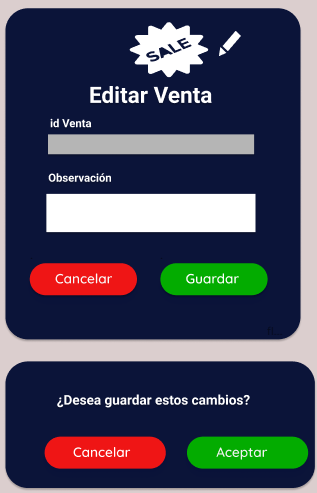 SALE
Editar Venta
id Venta
Observación
Cancelar
Guardar
¿Desea guardar estos cambios?
Cancelar
Aceptar